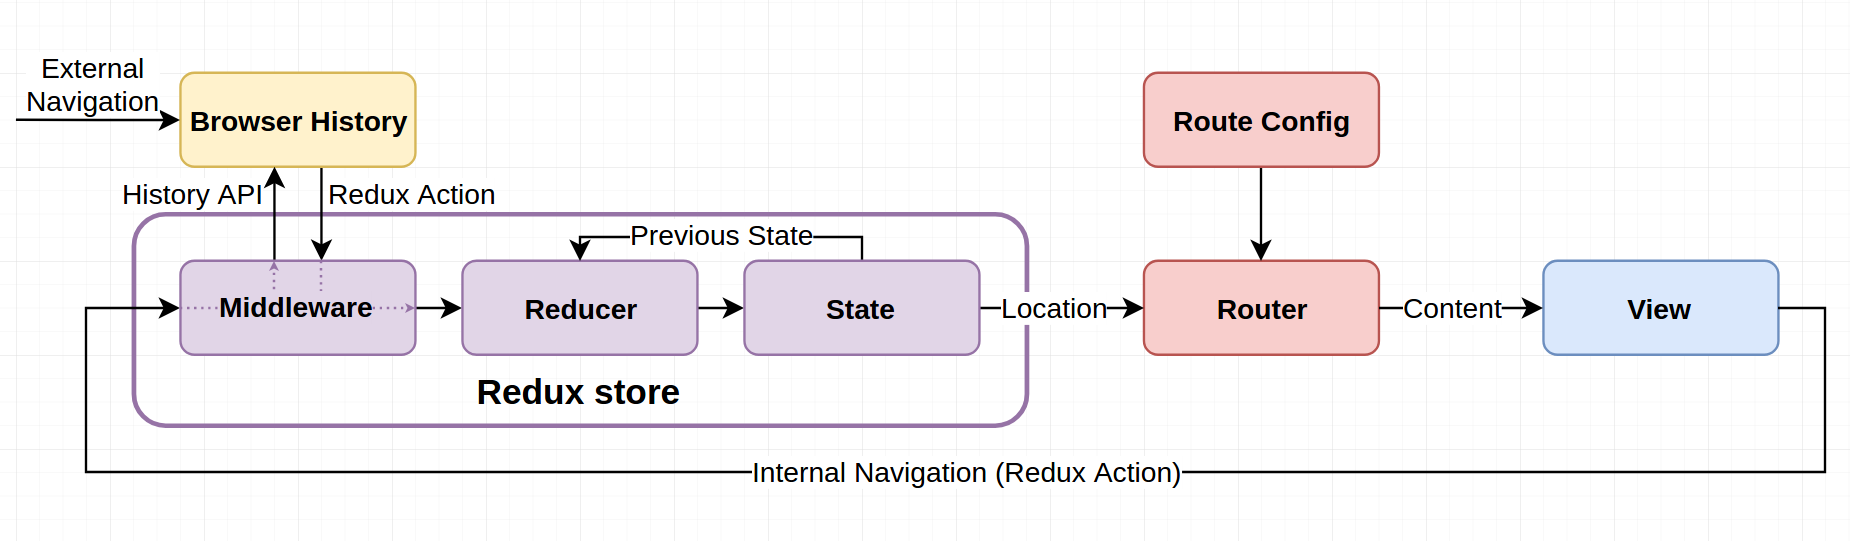 External
Navigation
Browser History
Route Config
History API
Redux Action
Previous State
Middleware
Reducer
State
Location
Router
Content
View
Redux store
Internal Navigation (Redux Action)